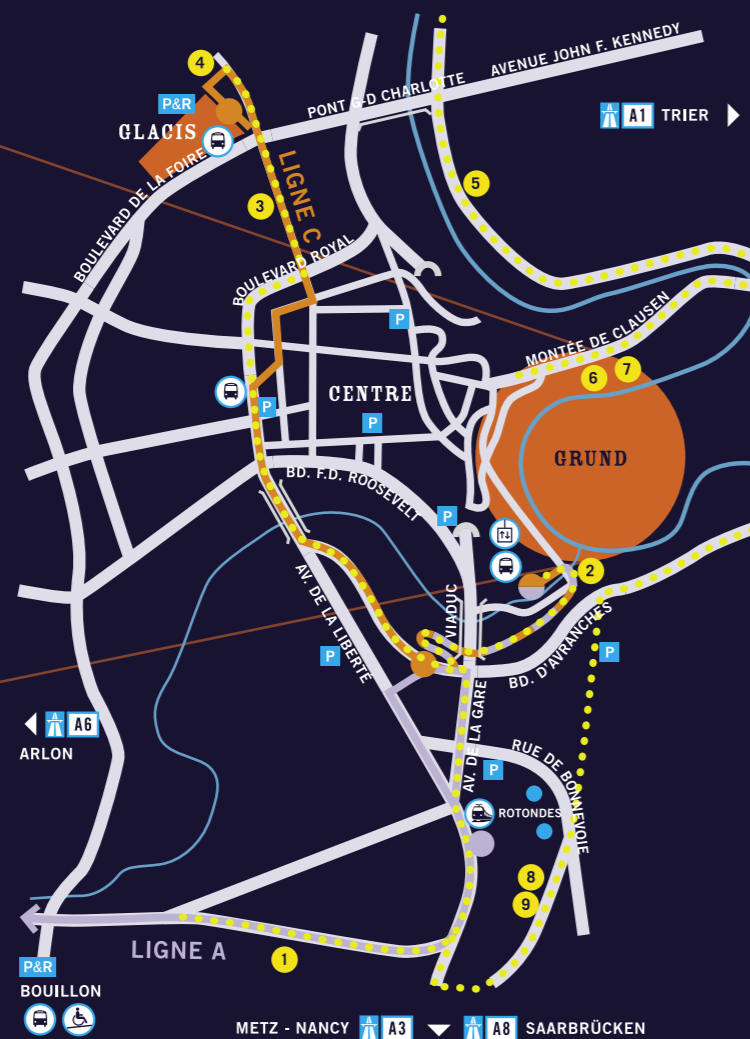 4
AVENUE JOHN F. KENNEDY
P&R
PONT G-D CHARLOTTE
A1 TRIER
GLACIS
BOULEVARD DE LA FOIRE
LIGNE C
3
5
BOULEVARD ROYAL
P
MONTÉE DE CLAUSEN
6 7
P
CENTRE
P
GRUND
BD. F.D. ROOSEVELT
P
AV. DE LA LIBERTÉ
VIADUC
2
BD. D'AVRANCHES
P
P
A6
ARLON
AV. DE LA GARE
RUE DE BONNEVOIE
P
ROTONDES
8
9
LIGNE A
1
P&R
BOUILLON
METZ - NANCY A3 A8 SAARBRÜCKEN